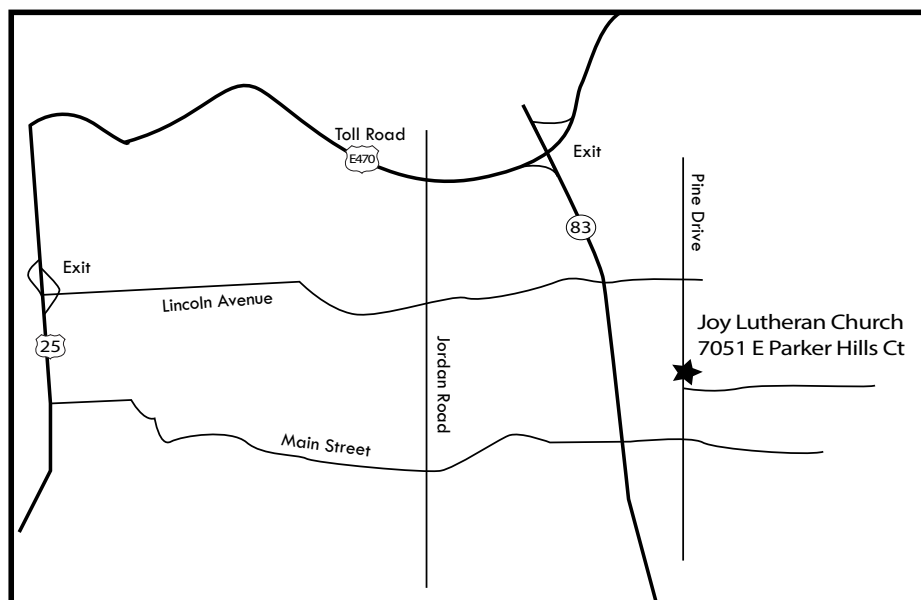 Toll Road
E470
Exit
Pine Drive
83
Exit
Lincoln Avenue
Joy Lutheran Church
7051 E Parker Hills Ct
25
Jordan Road
Main Street